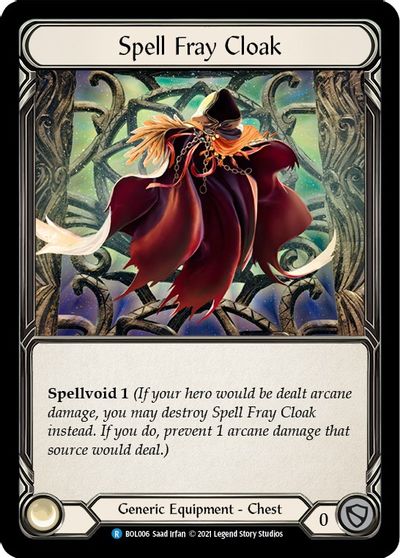 Spell Fray Cloak
Spellvoid 1 (If your hero would be dealt arcane
damage, you may destroy Spell Fray Cloak
instead. If you do, prevent 1 arcane damage that
source would deal.)
Generic Equipment - Chest
0
R BOL006 Saad Irfan © 2021 Legend Story Studios